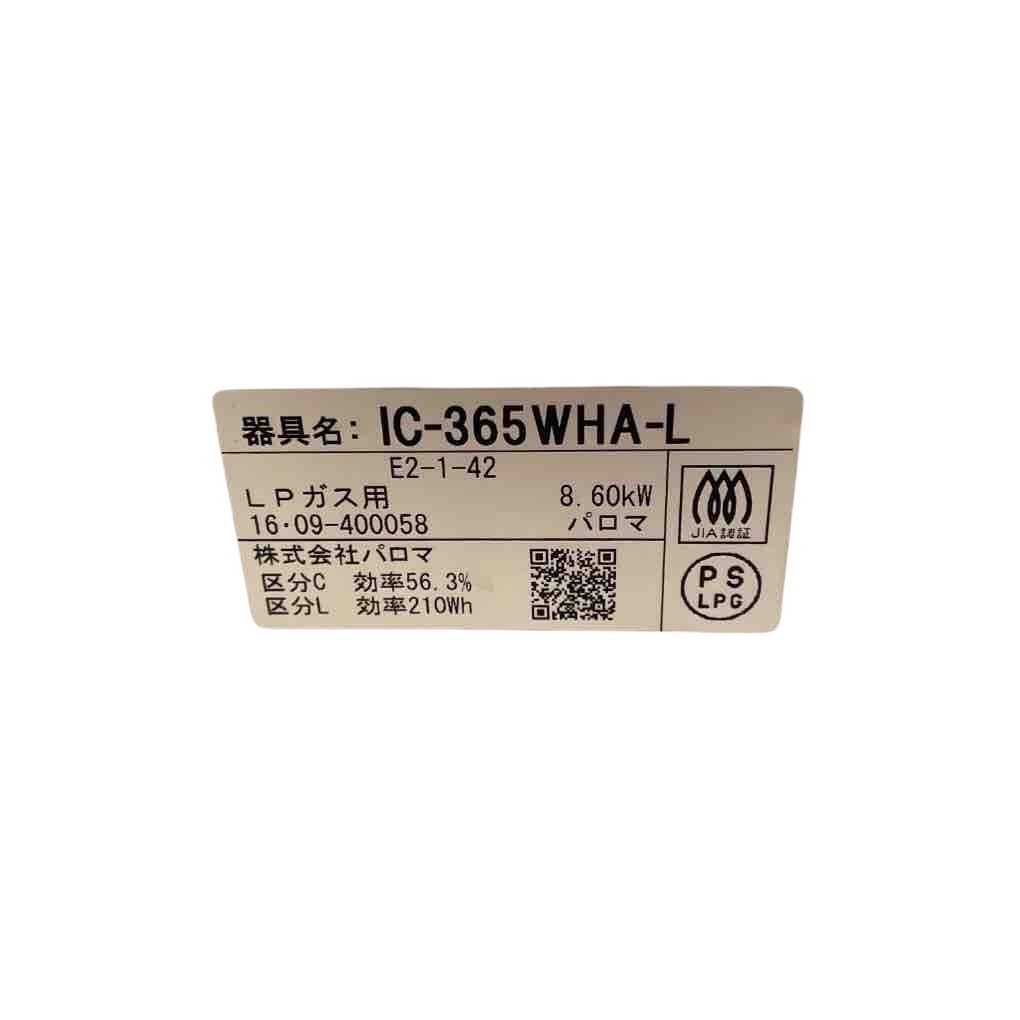 器具名: IC-365WHA-L
E2-1-42
LPガス用 8.60kW
16・09-400058 パロマ
株式会社パロマ
区分C 効率56.3%
区分L 効率210Wh
JIA認証
PS
LPG